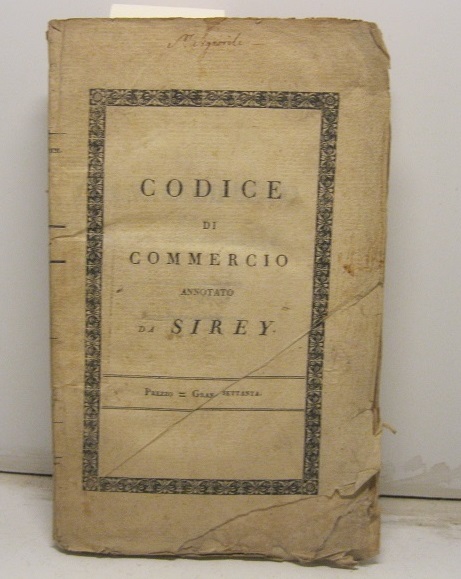 CODICE
DI
COMMERCIO
ANNOTATO
DA SIREY.
PREZZO = GRAN. SETTANTA.